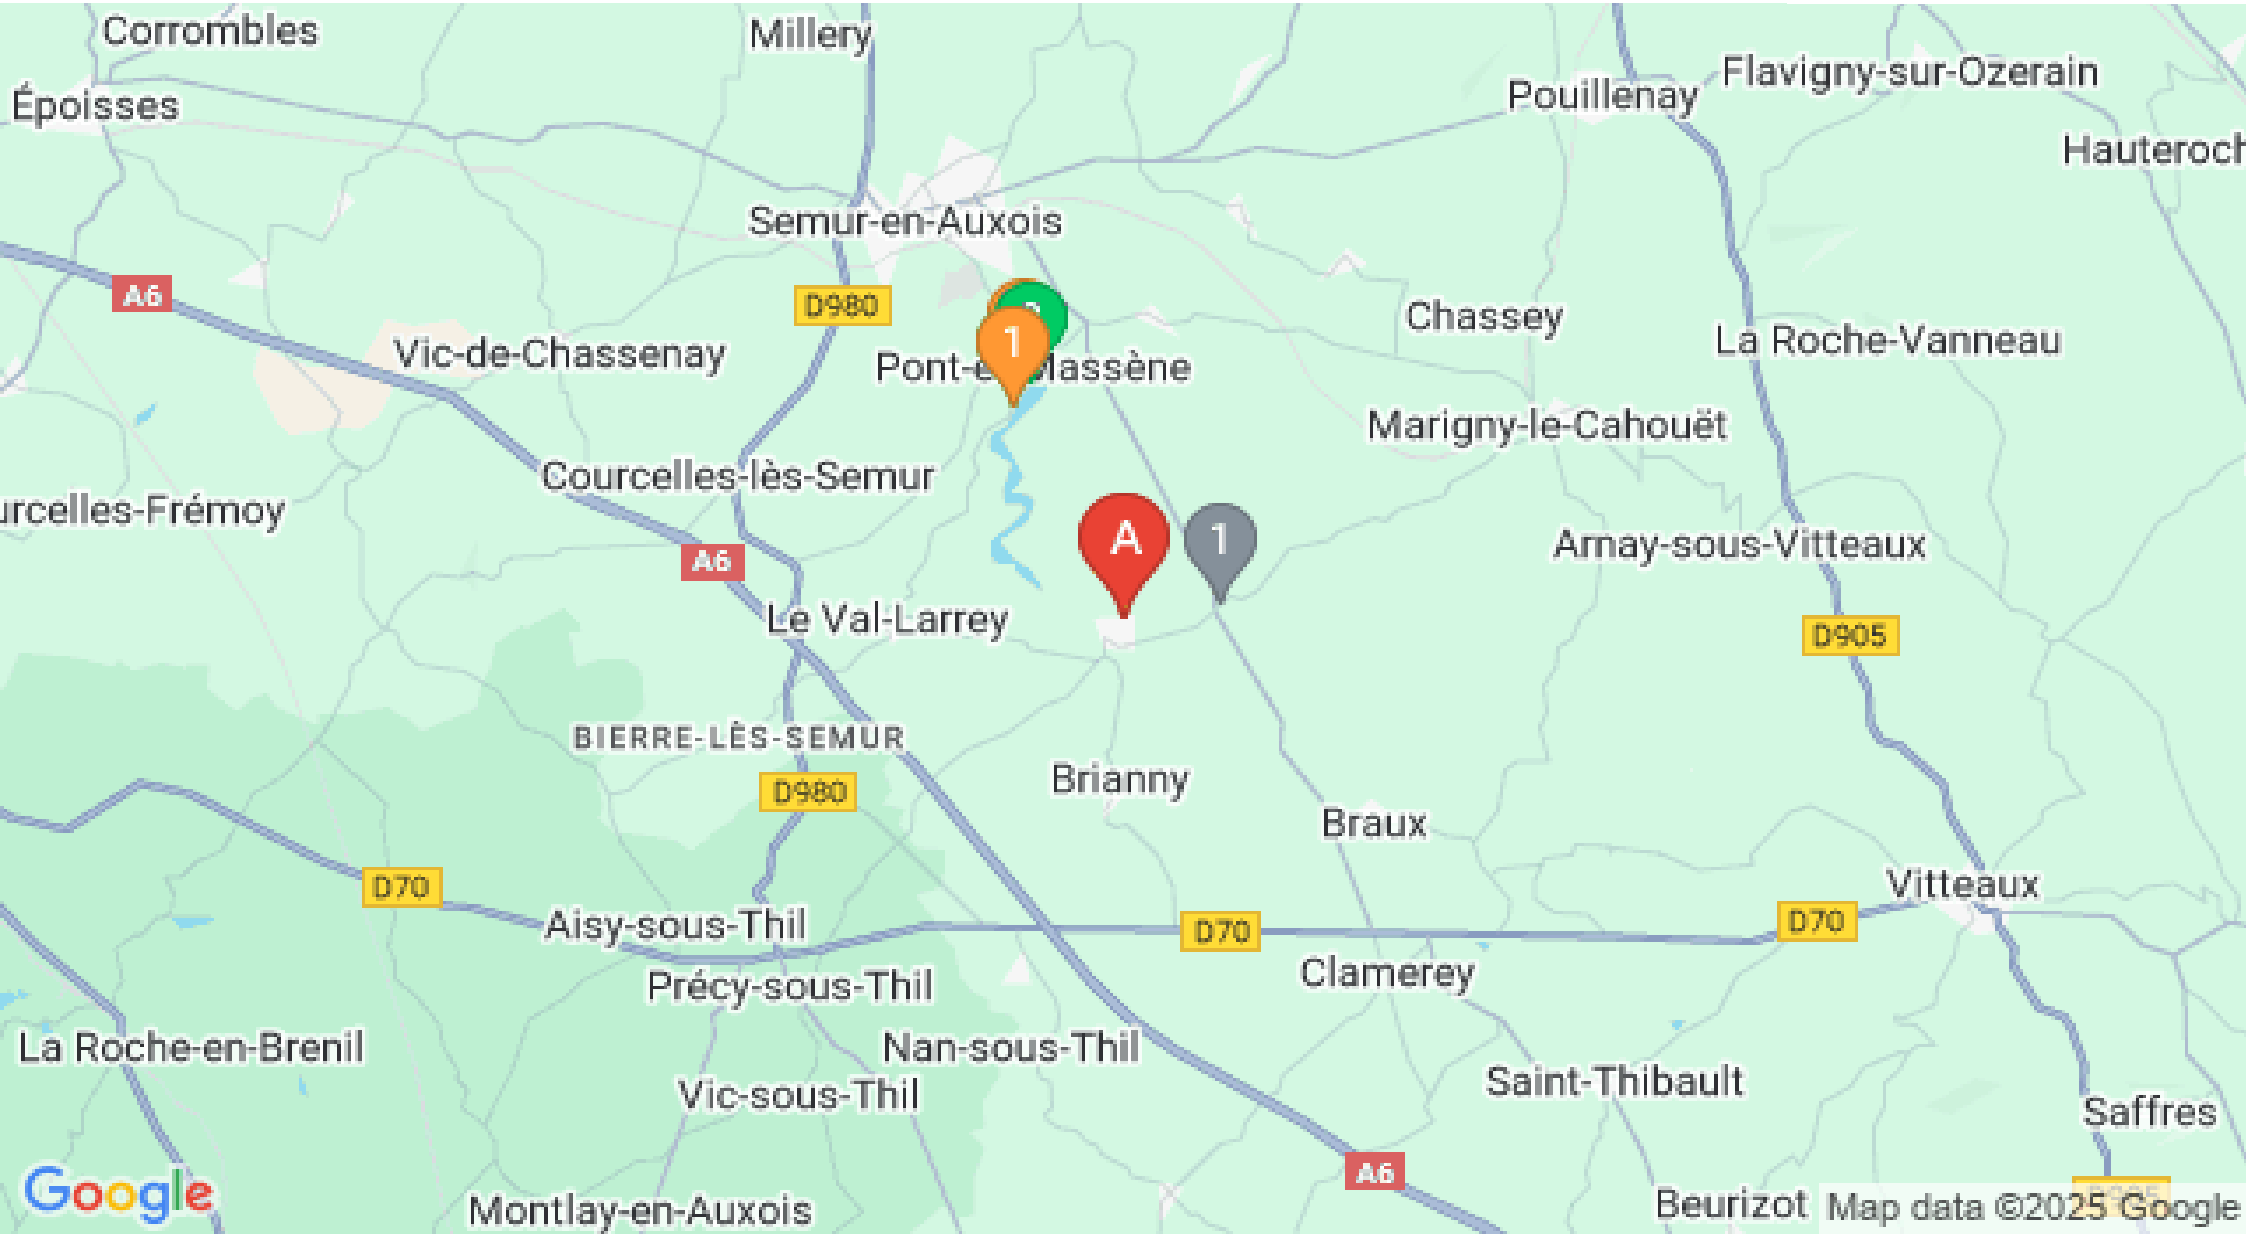 Corrombles
Millery
Flavigny-sur-Ozerain
Époisses
Pouillenay
Hauteroch
Semur-en-Auxois
A6
D980
Chassey
1
Vic-de-Chassenay
La Roche-Vanneau
Pont-e Massène
Marigny-le-Cahouët
Courcelles-lès-Semur
urcelles-Frémoy
A
1
Arnay-sous-Vitteaux
A6
Le Val-Larrey
D905
BIERRE-LÈS-SEMUR
Brianny
D980
Braux
D70
Vitteaux
Aisy-sous-Thil
D70
D70
Clamerey
Précy-sous-Thil
La Roche-en-Brenil
Nan-sous-Thil
Saint-Thibault
Vic-sous-Thil
Saffres
A6
Google
Montlay-en-Auxois
Beurizot
Map data ©2025 Google